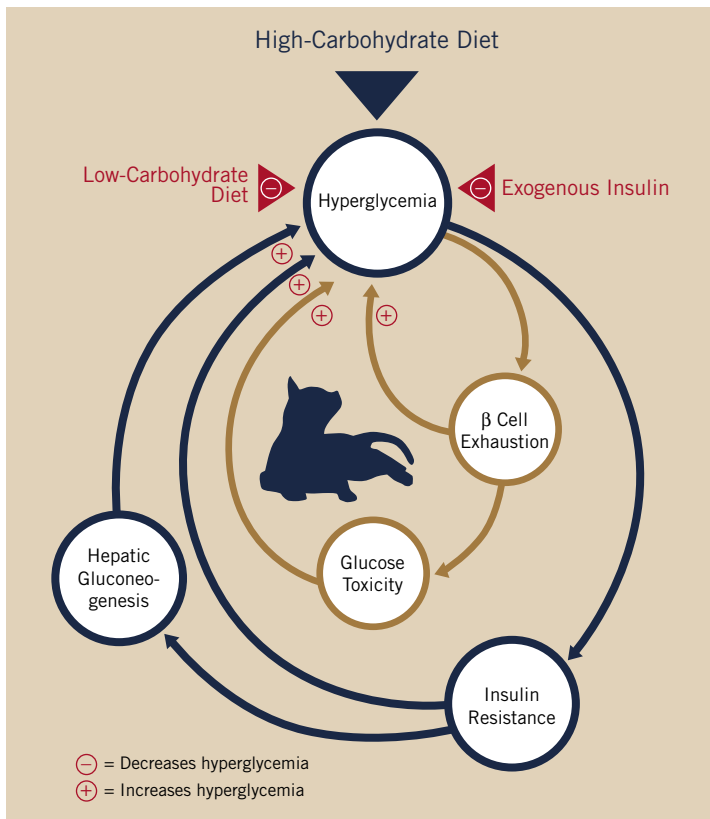 High-Carbohydrate Diet
Low-Carbohydrate
Diet
−
Hyperglycemia
−
Exogenous Insulin
+
+
+
+
β Cell
Exhaustion
Glucose
Toxicity
Hepatic
Gluconeo-
genesis
Insulin
Resistance
− = Decreases hyperglycemia
+ = Increases hyperglycemia